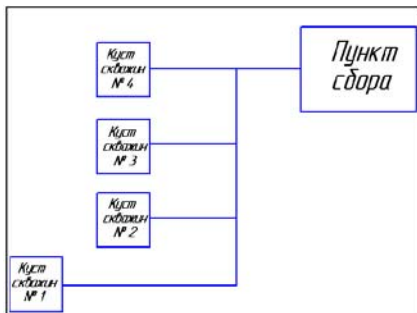 Куст
скважин
№ 4
Пункт
сбора
Куст
скважин
№ 3
Куст
скважин
№ 2
Куст
скважин
№ 1